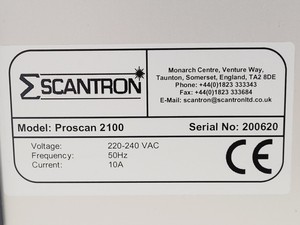 ΣSCANTRON
Monarch Centre, Venture Way,
Taunton, Somerset, England, TA2 8DE
Phone: +44(0)1823 333343
Fax: +44(0)1823 333684
E-Mail: scantron@scantronltd.co.uk
Model: Proscan 2100 Serial No: 200620
Voltage: 220-240 VAC
Frequency: 50Hz
Current: 10A
CE